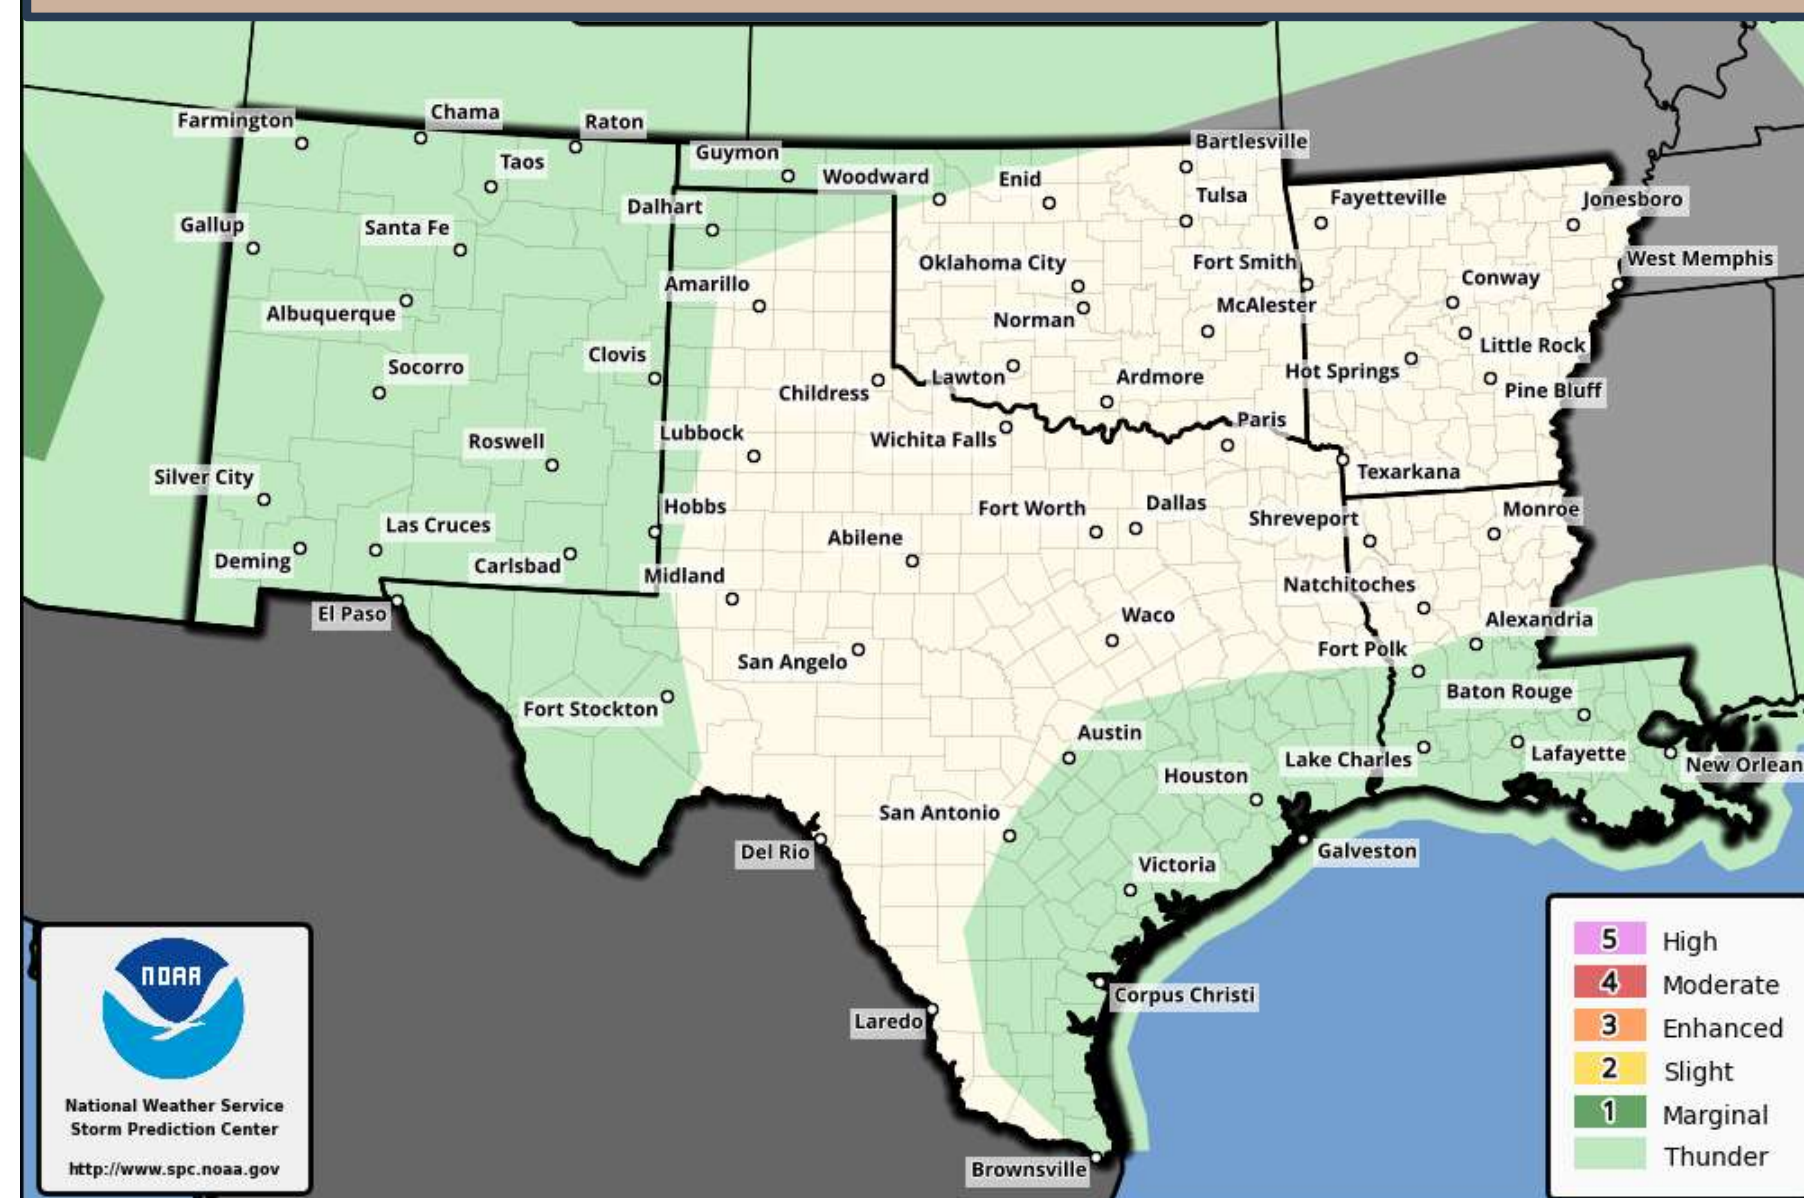 Farmington
Chama
Raton
Taos
Guymon
Woodward
Enid
Bartlesville
Tulsa
Fayetteville
Jonesboro
Gallup
Santa Fe
Dalhart
Oklahoma City
Fort Smith
West Memphis
Conway
Albuquerque
Amarillo
Norman
McAlester
Little Rock
Socorro
Clovis
Childress
Lawton
Ardmore
Hot Springs
Pine Bluff
Roswell
Lubbock
Wichita Falls
Paris
Silver City
Texarkana
Las Cruces
Hobbs
Fort Worth
Dallas
Shreveport
Monroe
Deming
Carlsbad
Abilene
Midland
Natchitoches
El Paso
Waco
Alexandria
San Angelo
Fort Polk
Fort Stockton
Baton Rouge
Austin
Houston
Lake Charles
Lafayette
New Orlean
San Antonio
Del Rio
Galveston
Victoria
Corpus Christi
Laredo
Brownsville
NOAA
National Weather Service
Storm Prediction Center
http://www.spc.noaa.gov
5 High
4 Moderate
3 Enhanced
2 Slight
1 Marginal
Thunder